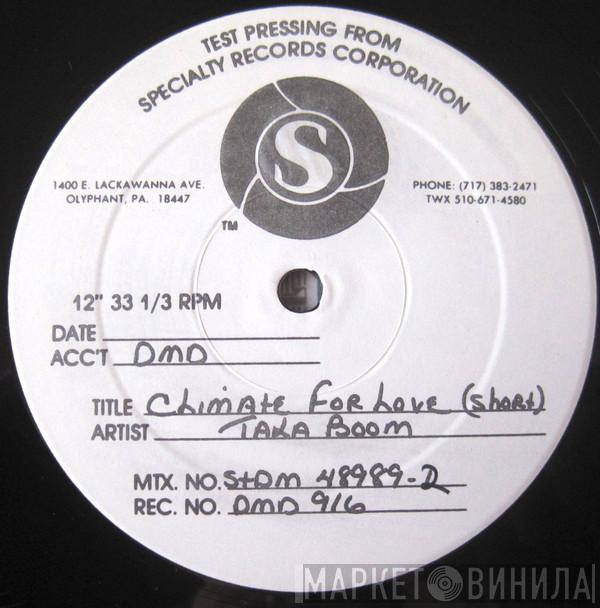 TEST PRESSING FROM
SPECIALTY RECORDS CORPORATION
S
1400 E. LACKAWANNA AVE.
OLYPHANT, PA. 18447
PHONE: (717) 383-2471
TWX 510-671-4580
TM
12" 33 1/3 RPM
DATE
ACC'T DMD
TITLE Climate For Love (Short)
ARTIST TAKA BOOM
MTX. NO. StDM 48989-D
REC. NO. DMD 916
МАРКЕТ ВИНИЛА